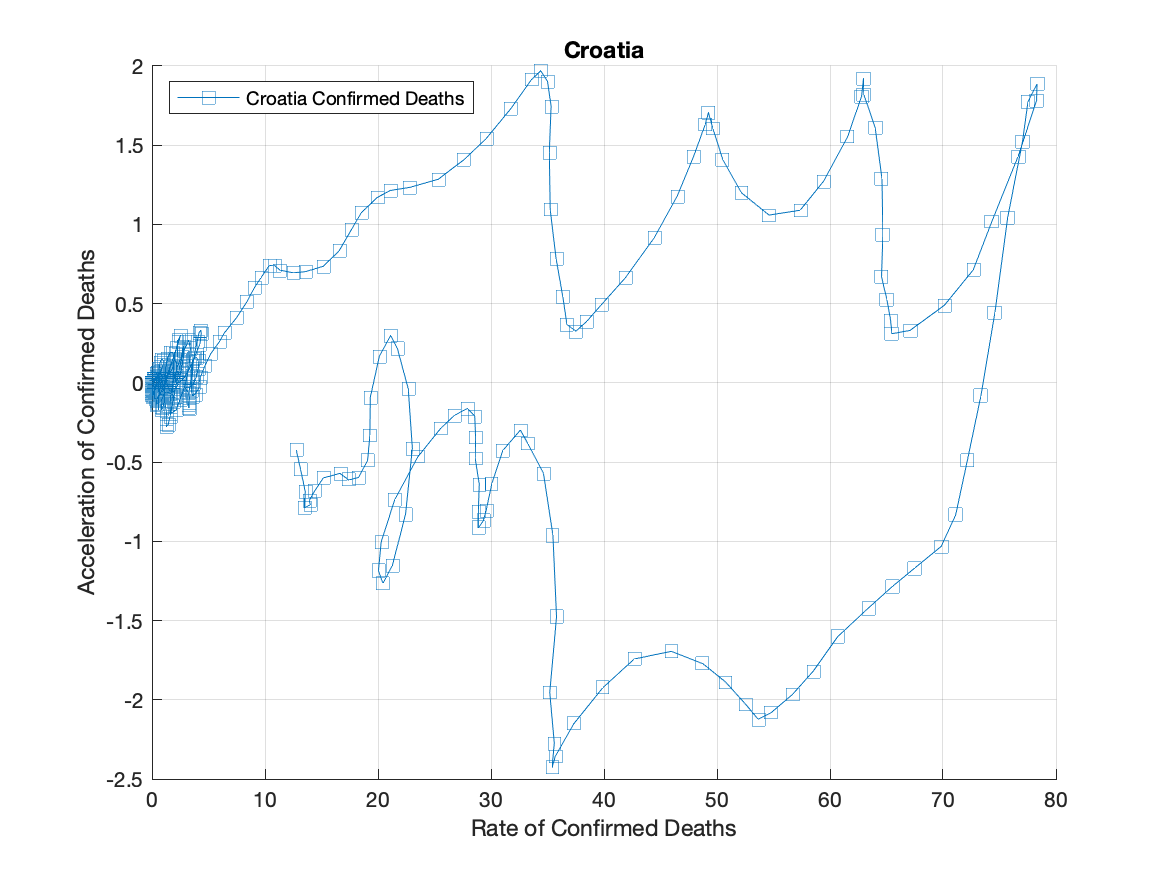 Croatia
Croatia Confirmed Deaths
Acceleration of Confirmed Deaths
2
1.5
1
0.5
0
-0.5
-1
-1.5
-2
-2.5
0 10 20 30 40 50 60 70 80
Rate of Confirmed Deaths